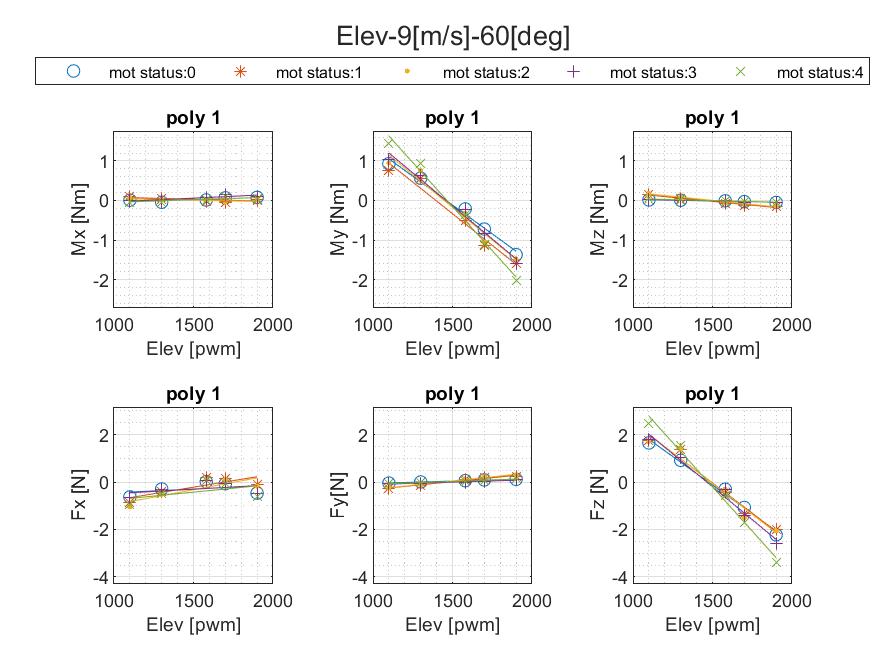 Elev-9[m/s]-60[deg]
mot status:0 mot status:1 mot status:2 mot status:3 mot status:4
poly 1
Mx [Nm]
1
0
-1
-2
1000 1500 2000
Elev [pwm]
poly 1
My [Nm]
1
0
-1
-2
1000 1500 2000
Elev [pwm]
poly 1
Mz [Nm]
1
0
-1
-2
1000 1500 2000
Elev [pwm]
poly 1
Fx [N]
2
0
-2
-4
1000 1500 2000
Elev [pwm]
poly 1
Fy[N]
2
0
-2
-4
1000 1500 2000
Elev [pwm]
poly 1
Fz [N]
2
0
-2
-4
1000 1500 2000
Elev [pwm]